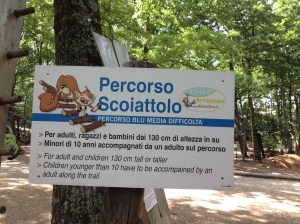 Percorso
Scoiattolo
PERCORSO BLU MEDIA DIFFICOLTA
> Per adulti, ragazzi e bambini dai 130 cm di altezza in su
> Minori di 10 anni accompagnati da un adulto sul percorso
> For adult and children 130 cm tall or taller
> Children younger than 10 have to be accompanied by an
adult along the trail